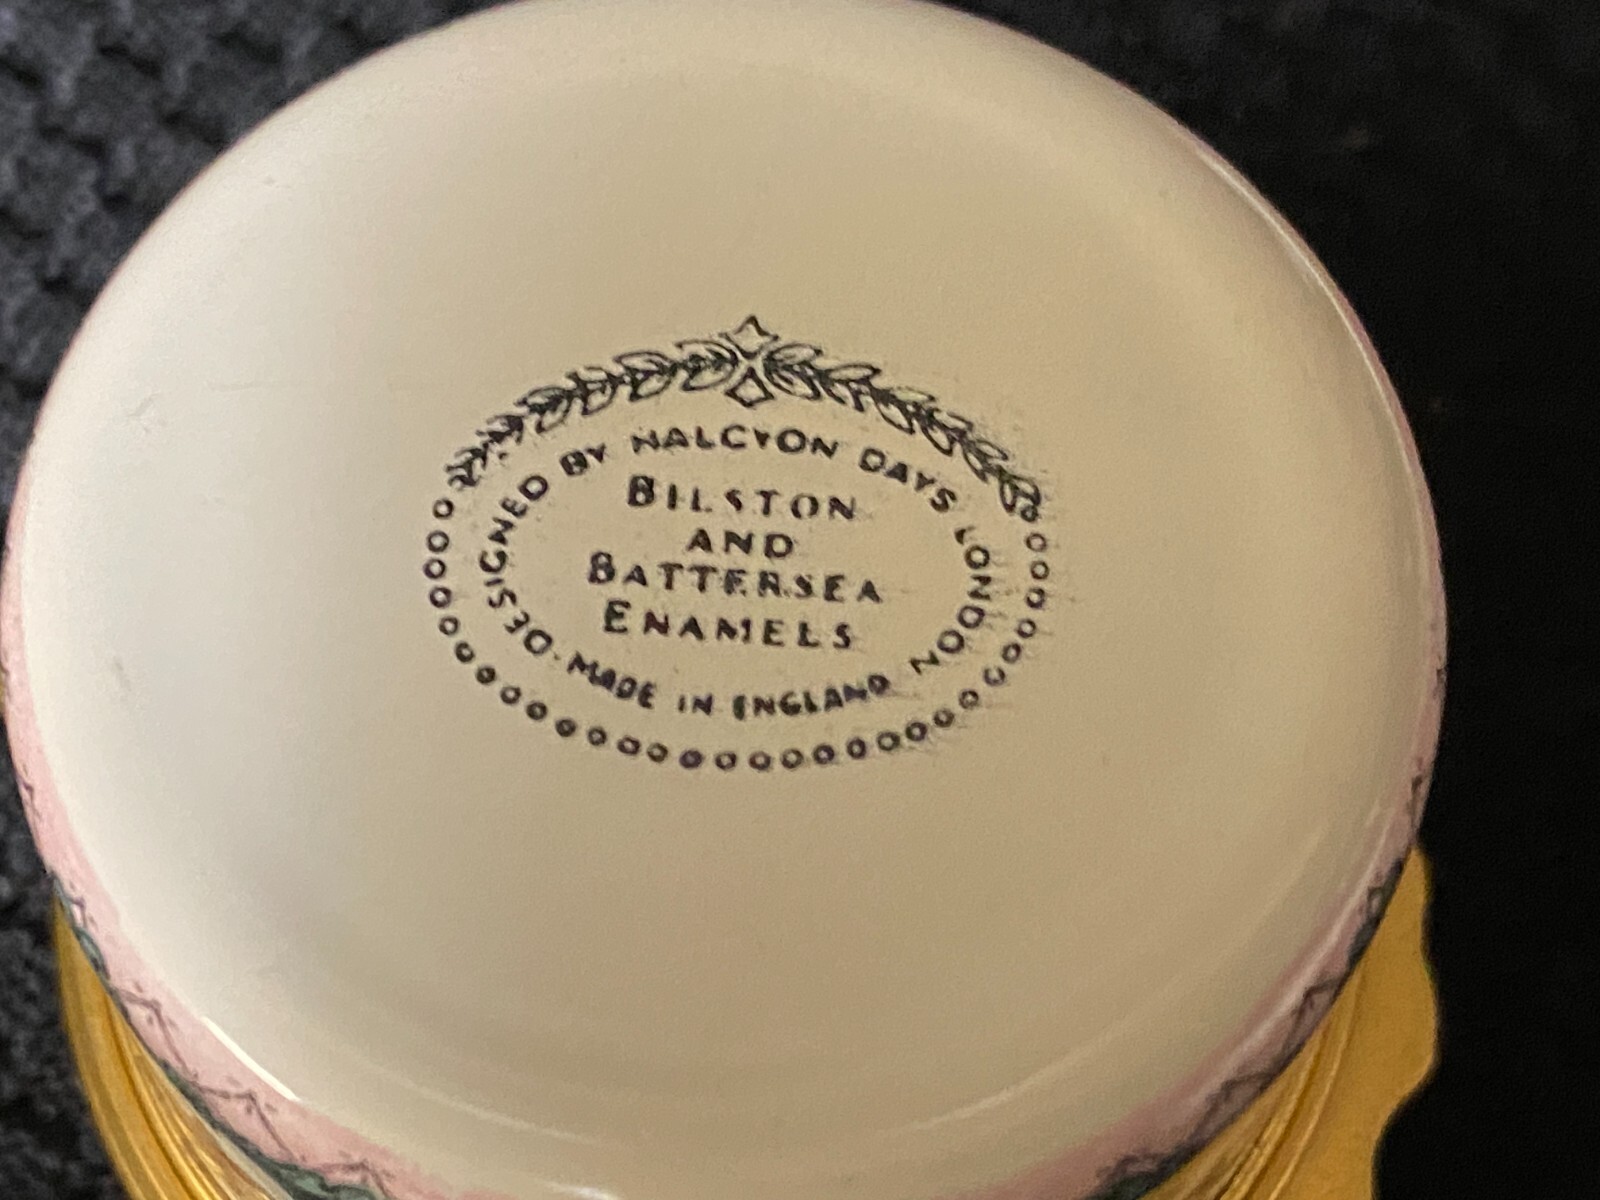 DESIGNED BY HALCYON DAYS LONDON
BILSTON
AND
BATTERSEA
ENAMELS
· MADE IN ENGLAND